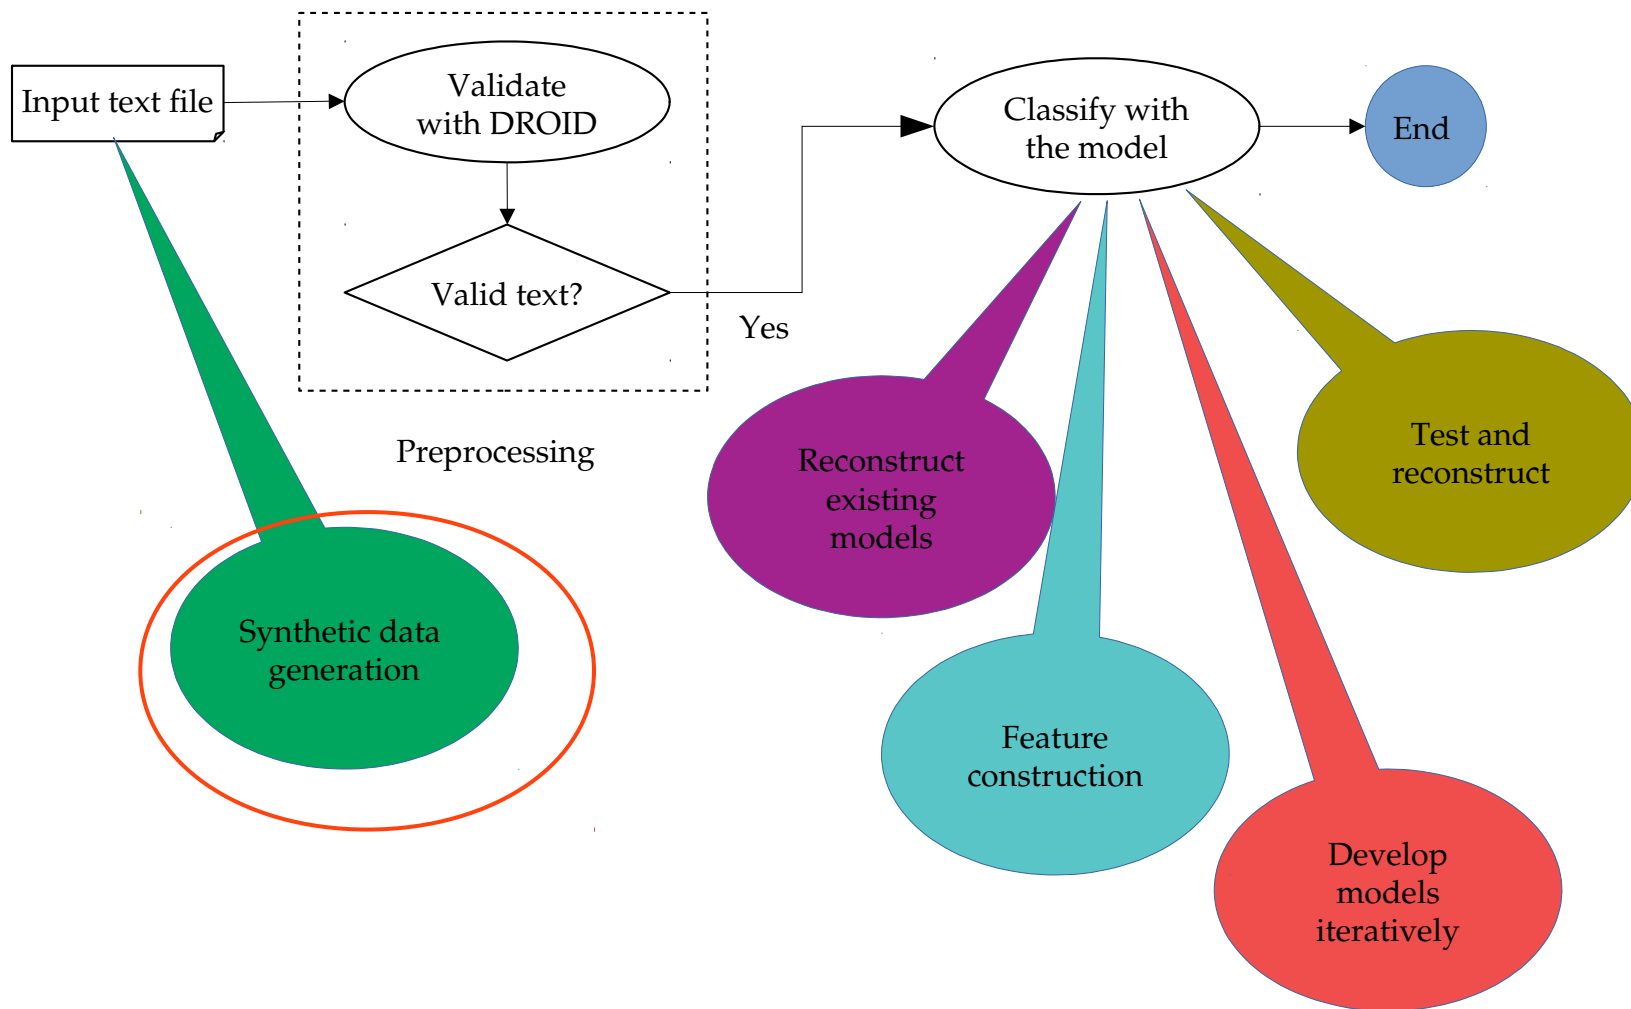 Input text file
Validate
with DROID
Valid text?
Yes
Preprocessing
Classify with
the model
End
Synthetic data
generation
Reconstruct
existing
models
Feature
construction
Develop
models
iteratively
Test and
reconstruct